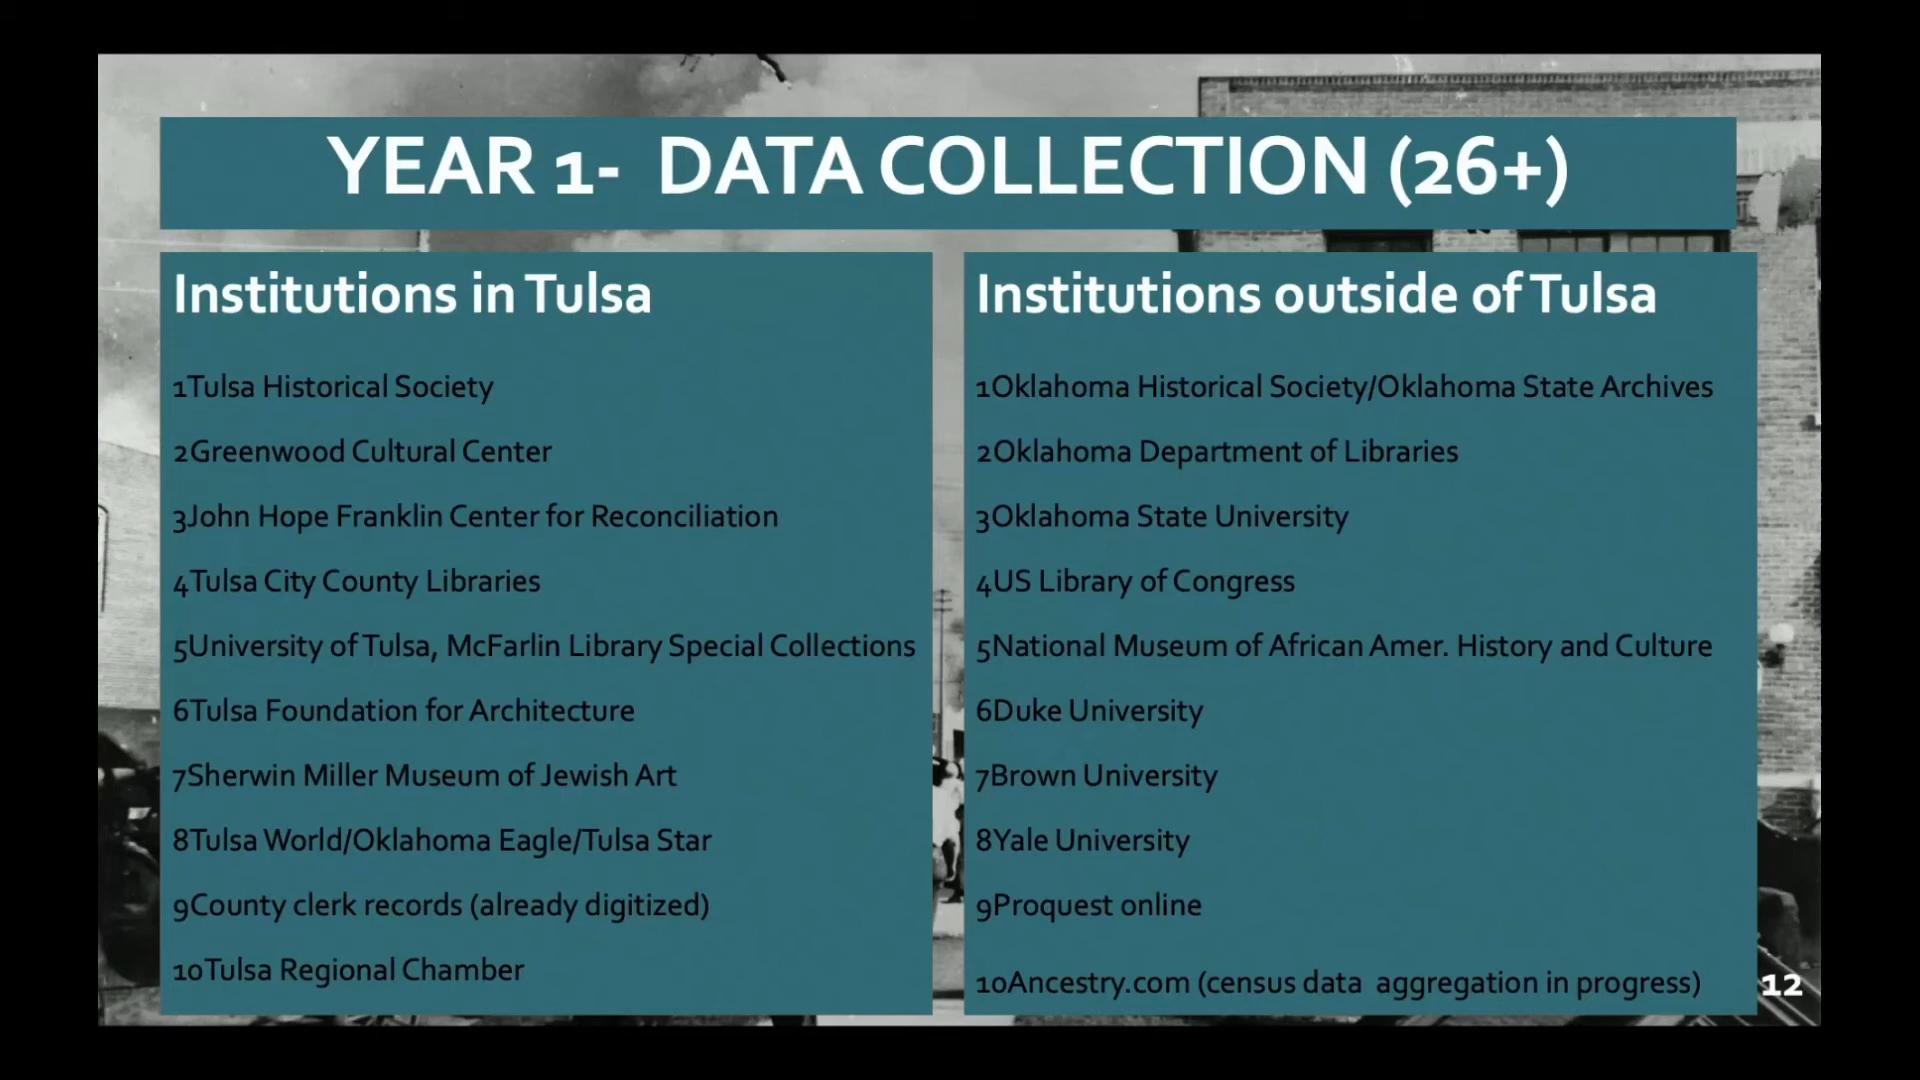 YEAR 1- DATA COLLECTION (26+)
Institutions in Tulsa
1Tulsa Historical Society
2Greenwood Cultural Center
3John Hope Franklin Center for Reconciliation
4Tulsa City County Libraries
5University of Tulsa, McFarlin Library Special Collections
6Tulsa Foundation for Architecture
7Sherwin Miller Museum of Jewish Art
8Tulsa World/Oklahoma Eagle/Tulsa Star
9County clerk records (already digitized)
10Tulsa Regional Chamber
Institutions outside of Tulsa
1Oklahoma Historical Society/Oklahoma State Archives
2Oklahoma Department of Libraries
3Oklahoma State University
4US Library of Congress
5National Museum of African Amer. History and Culture
6Duke University
7Brown University
8Yale University
9Proquest online
10Ancestry.com (census data aggregation in progress)
12